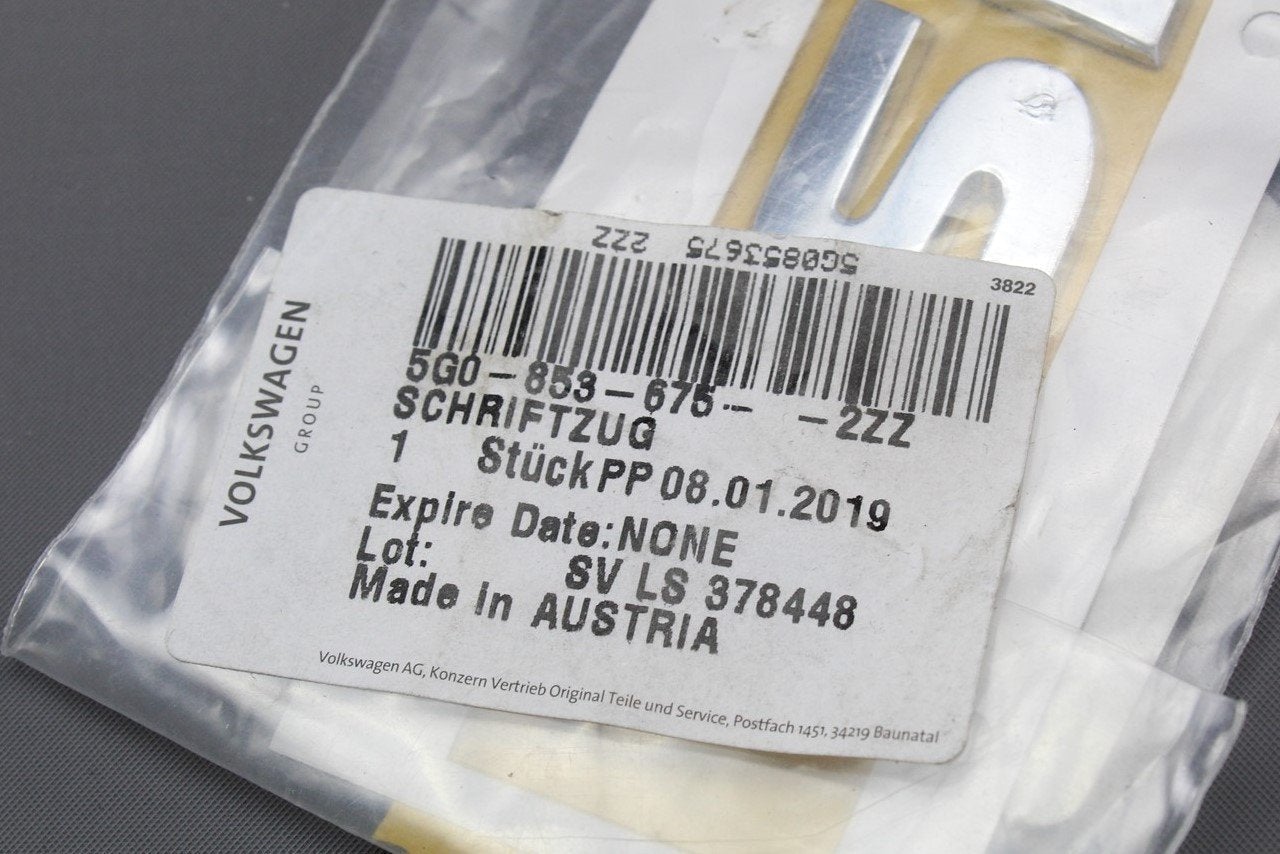 5G0853675 2ZZ
3822
VOLKSWAGEN
GROUP
5G0-853-675- -2ZZ
SCHRIFTZUG
1 Stück PP 08.01.2019
Expire Date: NONE
Lot: SV LS 378448
Made in AUSTRIA
Volkswagen AG, Konzern Vertrieb Original Teile und Service, Postfach 1451, 34219 Baunatal